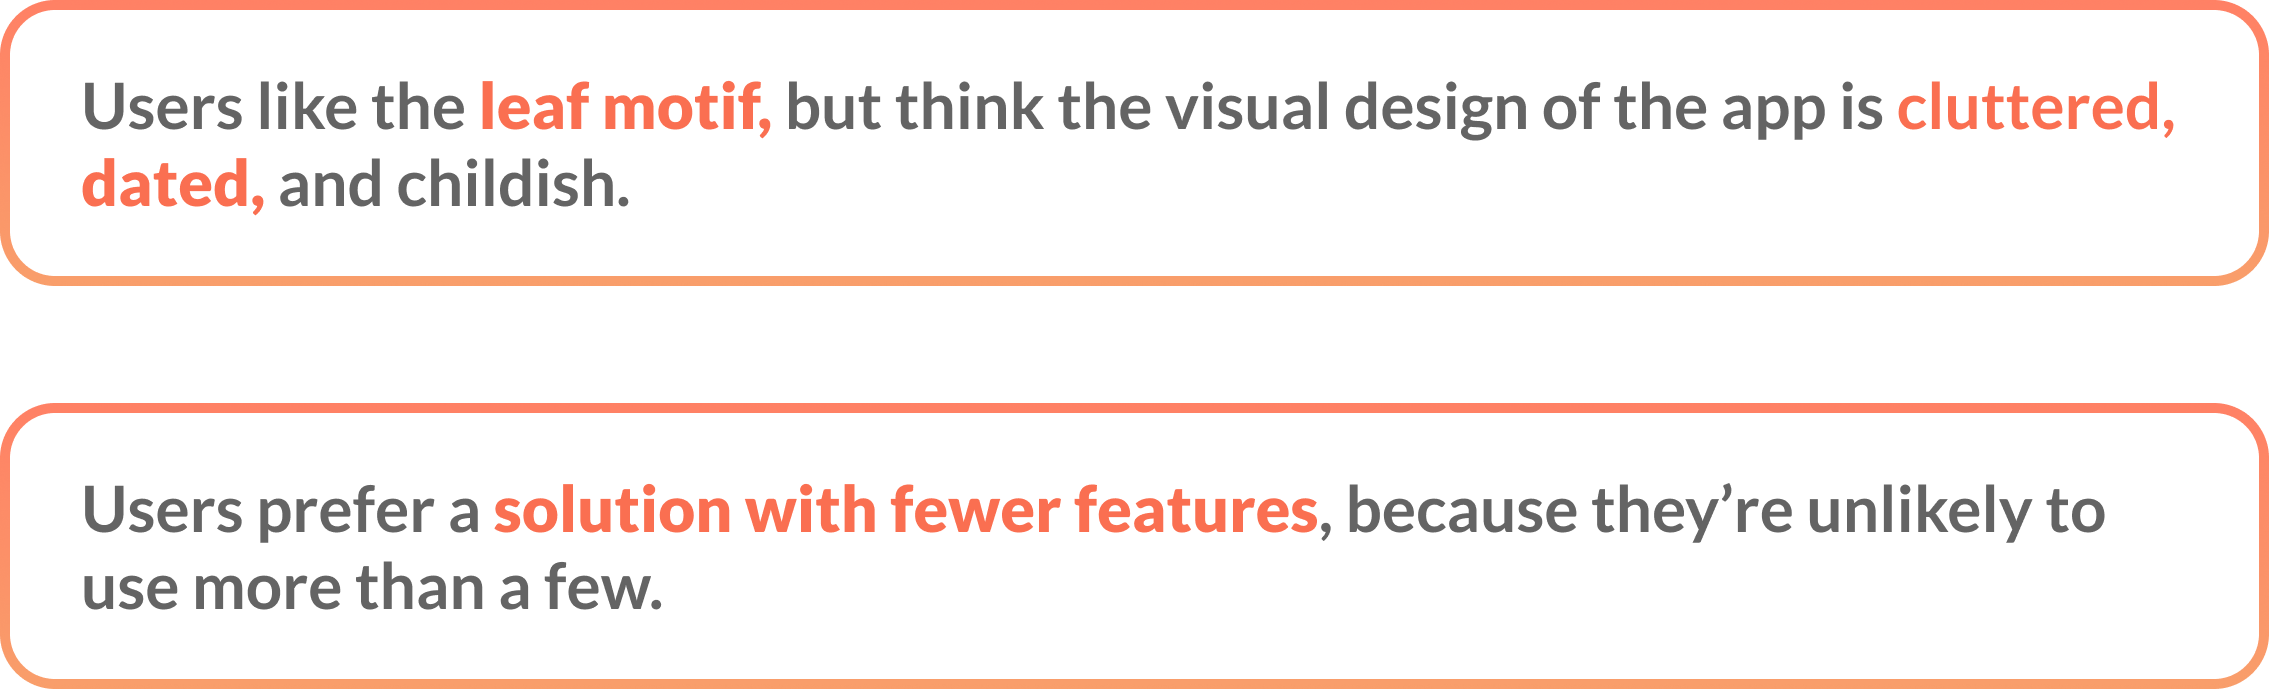 Users like the leaf motif, but think the visual design of the app is cluttered,
dated, and childish.
Users prefer a solution with fewer features, because they’re unlikely to
use more than a few.